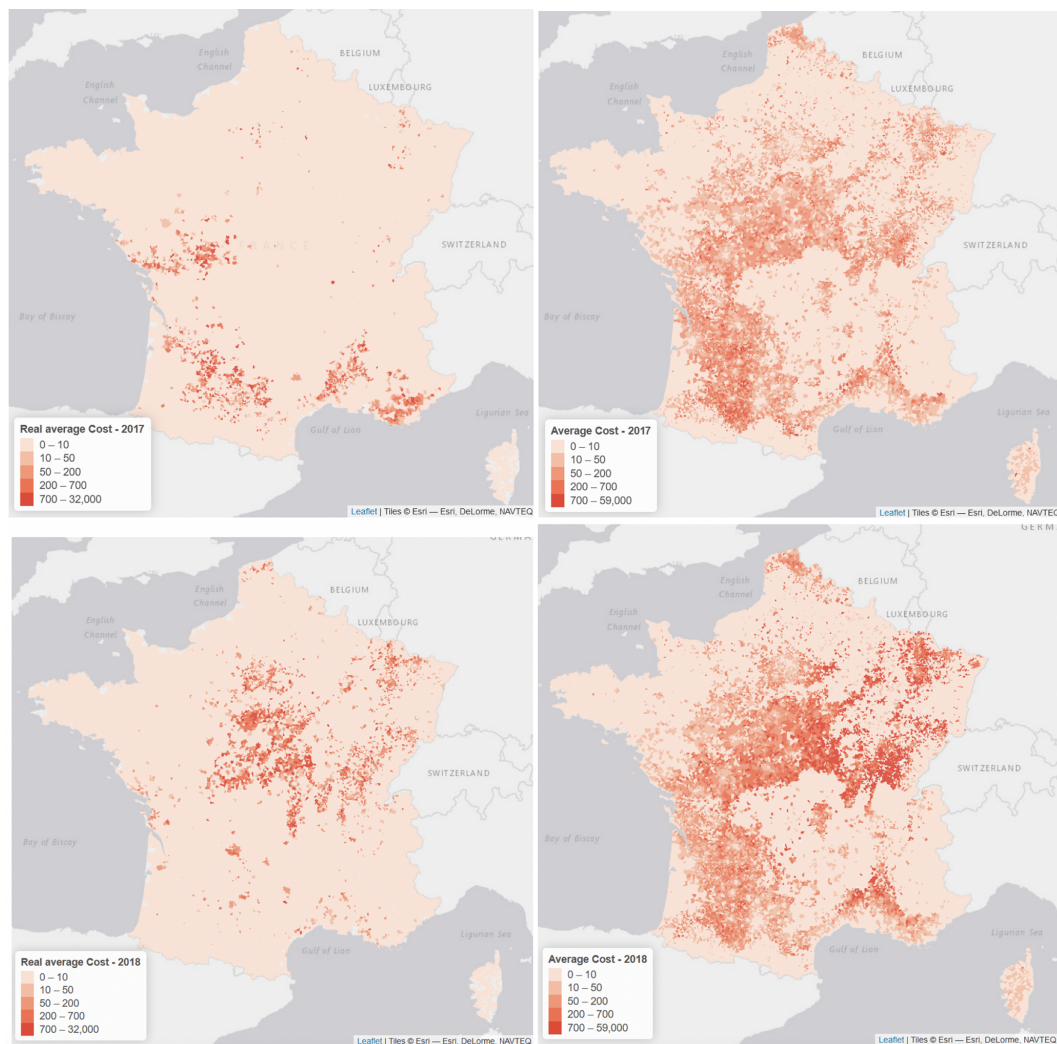 English
Channel
BELGIUM
LUXEMBOURG
English
Channel
FRANCE
SWITZERLAND
Bay of Biscay
Ligurian Sea
Gulf of Lion
Real average Cost - 2017
0 – 10
10 – 50
50 – 200
200 – 700
700 – 32,000
Leaflet | Tiles © Esri — Esri, DeLorme, NAVTEQ
English
Channel
BELGIUM
LUXEMBOURG
English
Channel
SWITZERLAND
Bay of Biscay
Ligurian Sea
Gulf of Lion
Average Cost - 2017
0 – 10
10 – 50
50 – 200
200 – 700
700 – 59,000
Leaflet | Tiles © Esri — Esri, DeLorme, NAVTEQ
GERMA
English
Channel
BELGIUM
LUXEMBOURG
English
Channel
SWITZERLAND
Bay of Biscay
Ligurian Sea
Gulf of Lion
Real average Cost - 2018
0 – 10
10 – 50
50 – 200
200 – 700
700 – 32,000
Leaflet | Tiles © Esri — Esri, DeLorme, NAVTEQ
GERM
English
Channel
BELGIUM
LUXEMBOURG
English
Channel
SWITZERLAND
Bay of Biscay
Ligurian Sea
Gulf of Lion
Average Cost - 2018
0 – 10
10 – 50
50 – 200
200 – 700
700 – 59,000
Leaflet | Tiles © Esri — Esri, DeLorme, NAVTEQ